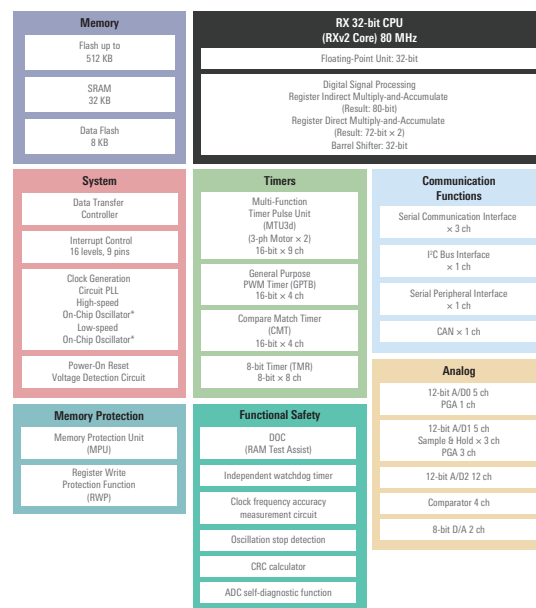 Memory
Flash up to
512 KB
SRAM
32 KB
Data Flash
8 KB
RX 32-bit CPU
(RXv2 Core) 80 MHz
Floating-Point Unit: 32-bit
Digital Signal Processing
Register Indirect Multiply-and-Accumulate
(Result: 80-bit)
Register Direct Multiply-and-Accumulate
(Result: 72-bit × 2)
Barrel Shifter: 32-bit
System
Data Transfer
Controller
Interrupt Control
16 levels, 9 pins
Clock Generation
Circuit PLL
High-speed
On-Chip Oscillator*
Low-speed
On-Chip Oscillator*
Power-On Reset
Voltage Detection Circuit
Timers
Multi-Function
Timer Pulse Unit
(MTU3d)
(3-ph Motor × 2)
16-bit × 9 ch
General Purpose
PWM Timer (GPTB)
16-bit × 4 ch
Compare Match Timer
(CMT)
16-bit × 4 ch
8-bit Timer (TMR)
8-bit × 8 ch
Communication
Functions
Serial Communication Interface
× 3 ch
I²C Bus Interface
× 1 ch
Serial Peripheral Interface
× 1 ch
CAN × 1 ch
Analog
12-bit A/D0 5 ch
PGA 1 ch
12-bit A/D1 5 ch
Sample & Hold × 3 ch
PGA 3 ch
12-bit A/D2 12 ch
Comparator 4 ch
8-bit D/A 2 ch
Memory Protection
Memory Protection Unit
(MPU)
Register Write
Protection Function
(RWP)
Functional Safety
DOC
(RAM Test Assist)
Independent watchdog timer
Clock frequency accuracy
measurement circuit
Oscillation stop detection
CRC calculator
ADC self-diagnostic function